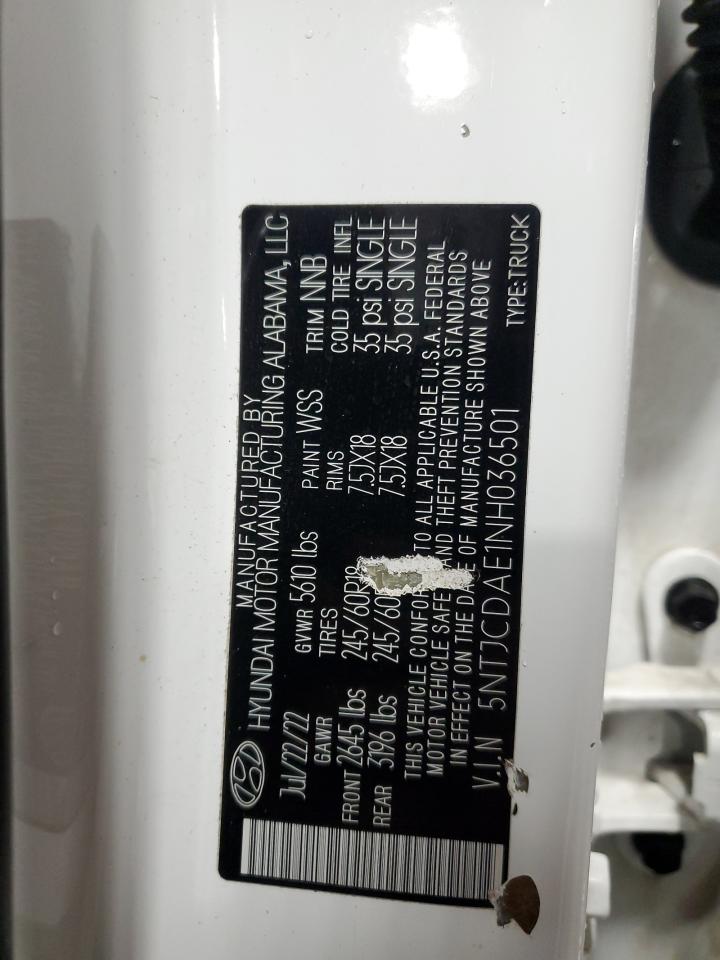 MANUFACTURED BY
HYUNDAI MOTOR MANUFACTURING ALABAMA, LLC
Jul/22/22 GVWR 5610 lbs PAINT WSS TRIM NNB
GAWR TIRES RIMS COLD TIRE INFL
FRONT 2645 lbs 245/60R18 7.5JX18 35 psi SINGLE
REAR 3196 lbs 245/60 7.5JX18 35 psi SINGLE
THIS VEHICLE TO ALL APPLICABLE U.S.A. FEDERAL
MOTOR VEHICLE AND THEFT PREVENTION STANDARDS
IN EFFECT ON THE DATE OF MANUFACTURE SHOWN ABOVE
V.I.N 5NTJCDAE1NH036501 TYPE:TRUCK